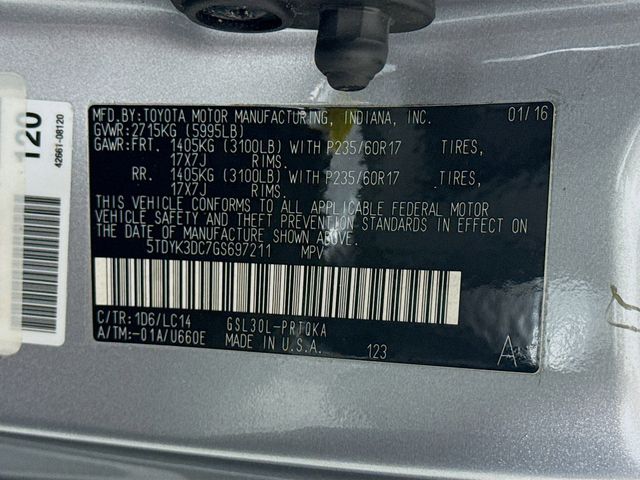 MFD.BY:TOYOTA MOTOR MANUFACTURING, INDIANA, INC. 01/16
GVWR:2715KG (5995LB)
GAWR:FRT. 1405KG (3100LB) WITH P235/60R17 TIRES,
17X7J RIMS.
RR. 1405KG (3100LB) WITH P235/60R17 TIRES,
17X7J RIMS.
THIS VEHICLE CONFORMS TO ALL APPLICABLE FEDERAL MOTOR
VEHICLE SAFETY AND THEFT PREVENTION STANDARDS IN EFFECT ON
THE DATE OF MANUFACTURE SHOWN ABOVE.
5TDYK3DC7GS697211 MPV
C/TR:1D6/LC14 GSL30L-PRTQKA
A/TM:-01A/U660E MADE IN U.S.A. 123 A
120
42661-08120